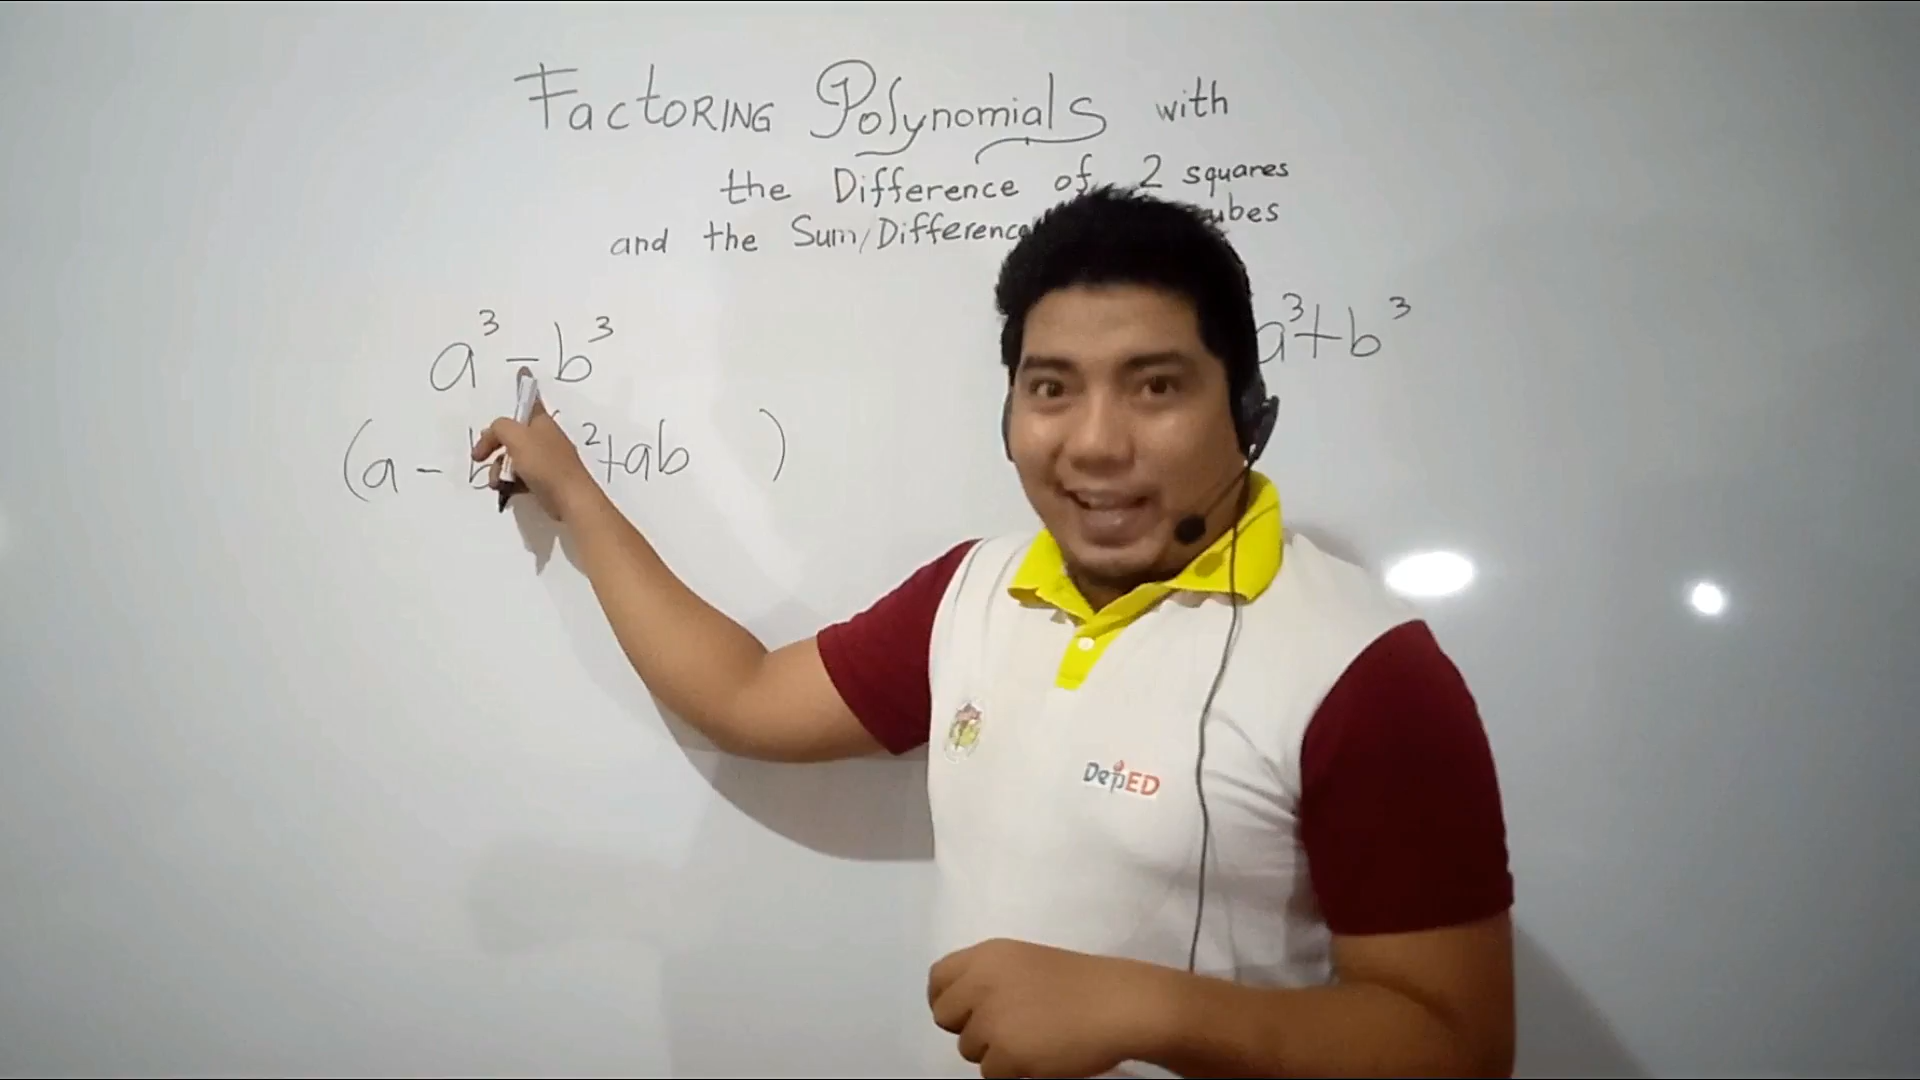 Factoring Polynomials with
the Difference of 2 squares
and the Sum/Difference
a³ - b³
a³ + b³
(a - b ² + ab )
DepED